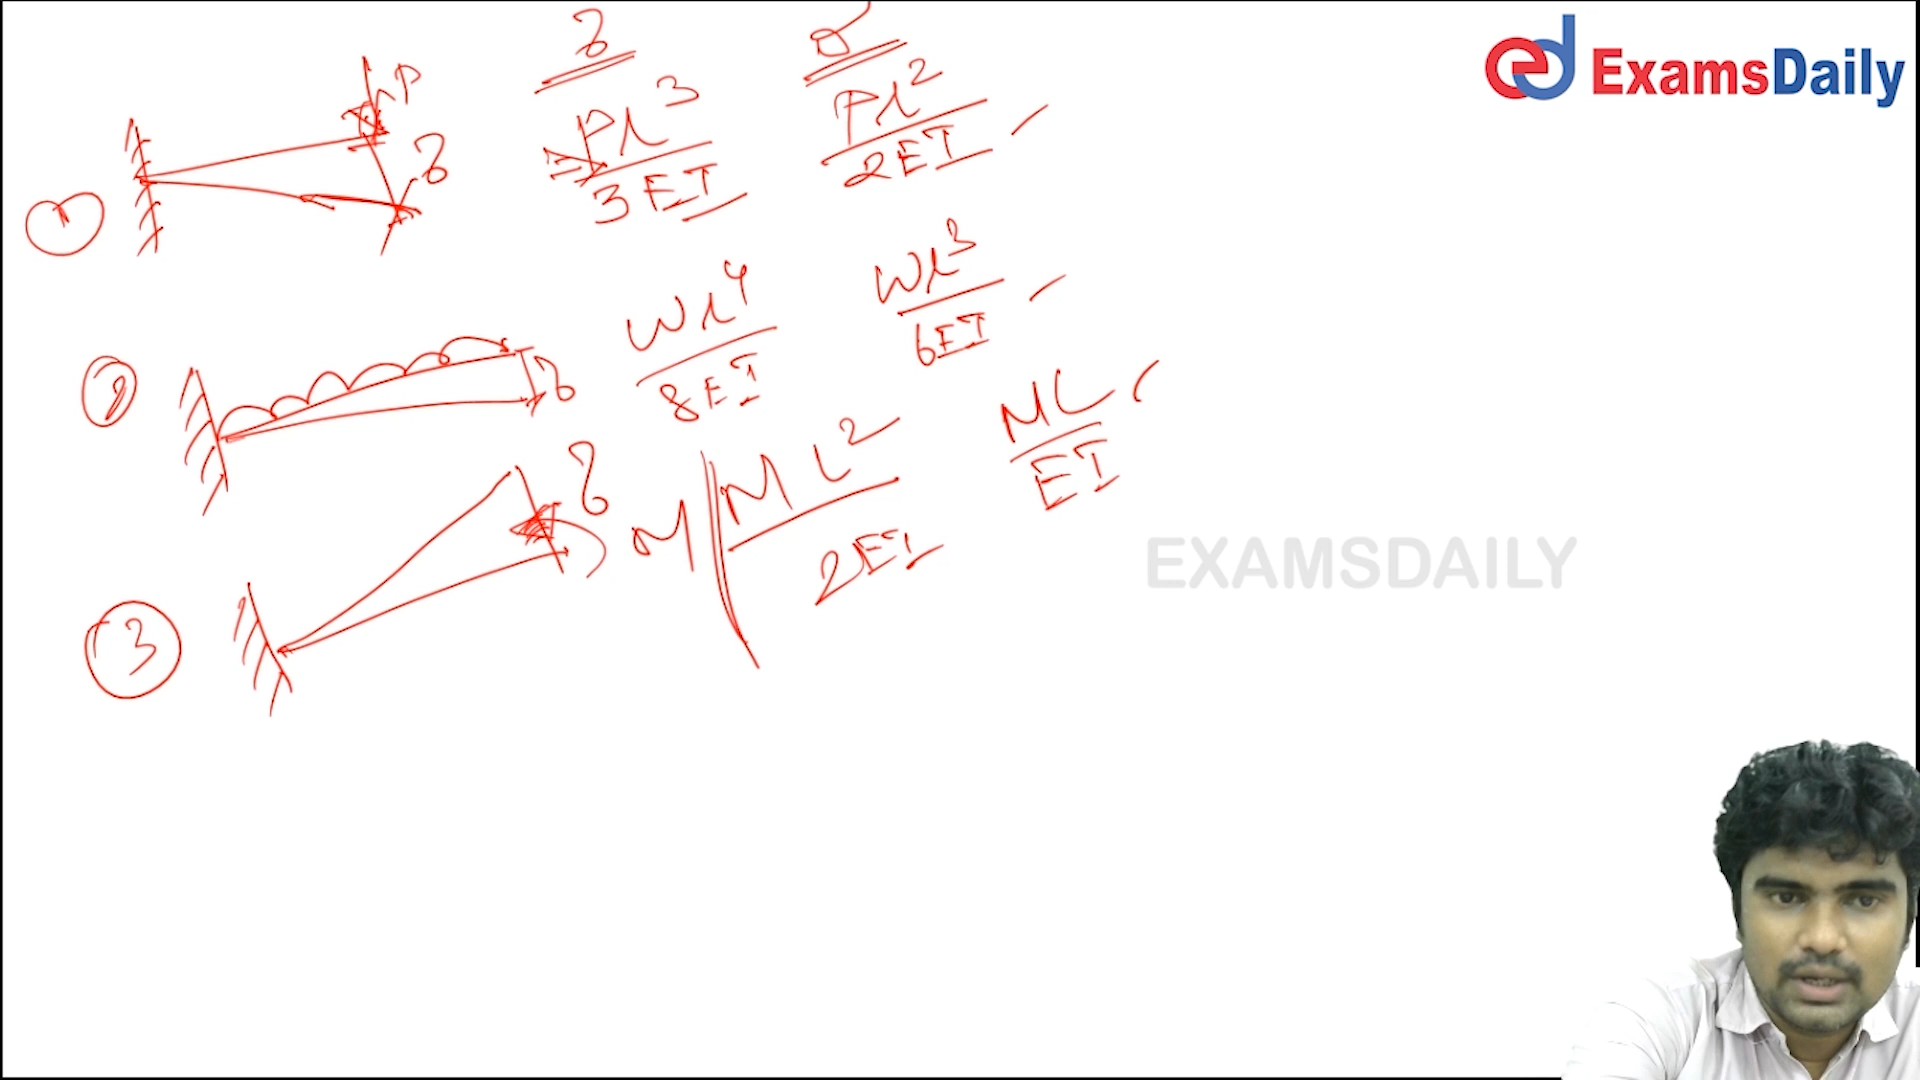 ExamsDaily
P
δ
Pl³/3EI
Pl²/2EI
①
δ
Wl⁴/8EI
Wl³/6EI
②
δ
ML²/2EI
ML/EI
M
δ
③
EXAMSDAILY